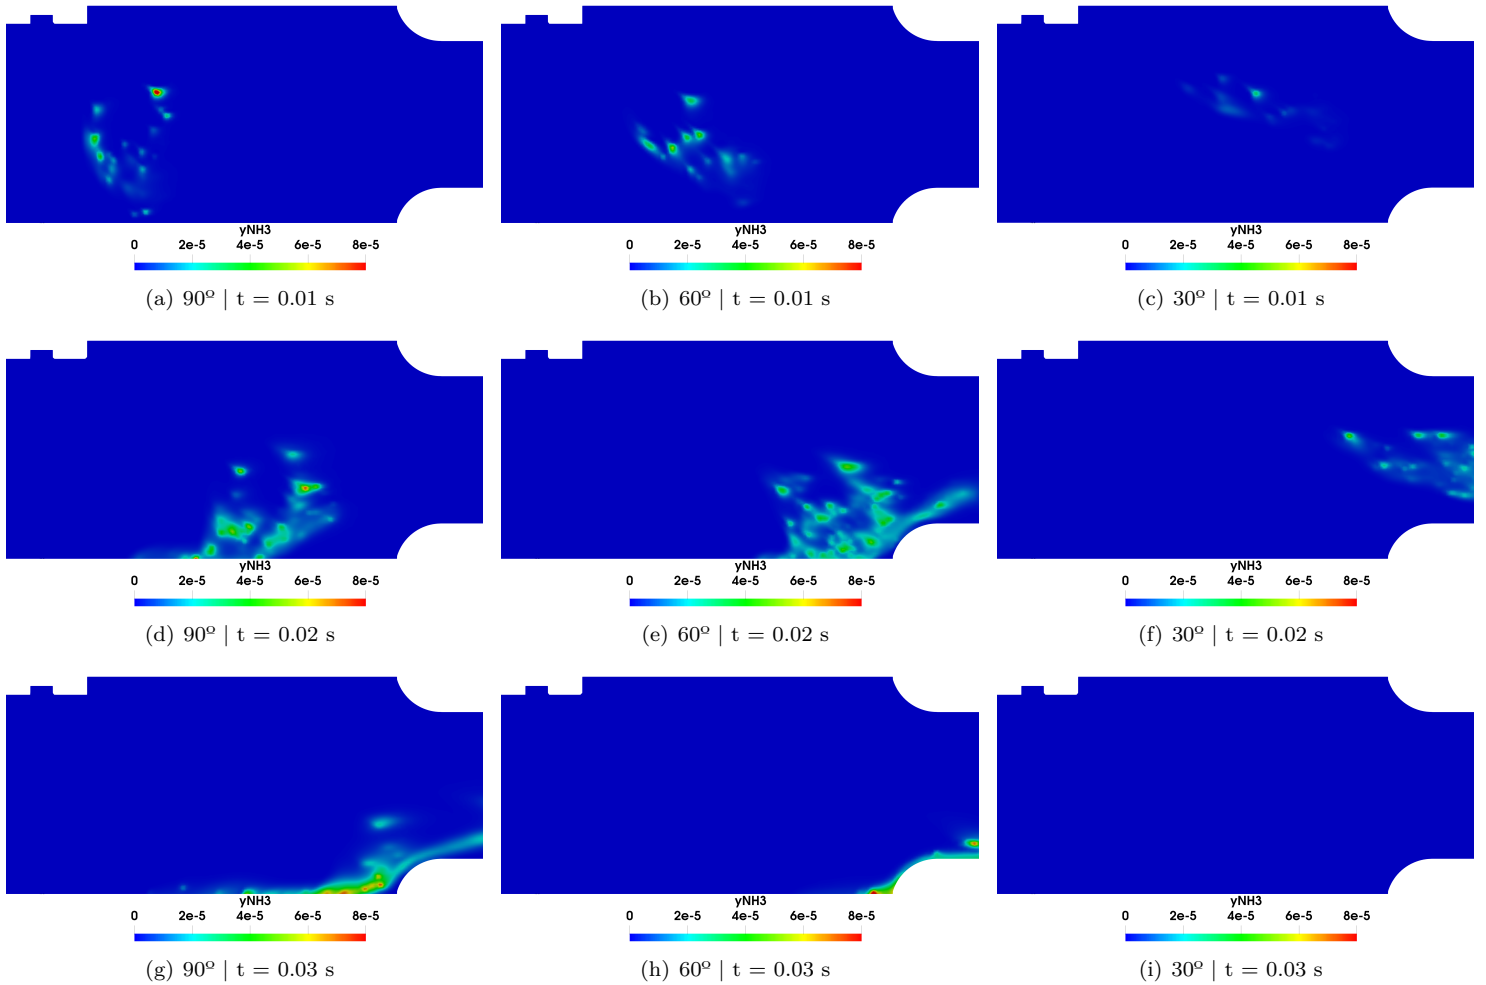 yNH3 yNH3 yNH3
0 2e-5 4e-5 6e-5 8e-5 0 2e-5 4e-5 6e-5 8e-5 0 2e-5 4e-5 6e-5 8e-5
(a) 90º | t = 0.01 s (b) 60º | t = 0.01 s (c) 30º | t = 0.01 s
yNH3 yNH3 yNH3
0 2e-5 4e-5 6e-5 8e-5 0 2e-5 4e-5 6e-5 8e-5 0 2e-5 4e-5 6e-5 8e-5
(d) 90º | t = 0.02 s (e) 60º | t = 0.02 s (f) 30º | t = 0.02 s
yNH3 yNH3 yNH3
0 2e-5 4e-5 6e-5 8e-5 0 2e-5 4e-5 6e-5 8e-5 0 2e-5 4e-5 6e-5 8e-5
(g) 90º | t = 0.03 s (h) 60º | t = 0.03 s (i) 30º | t = 0.03 s